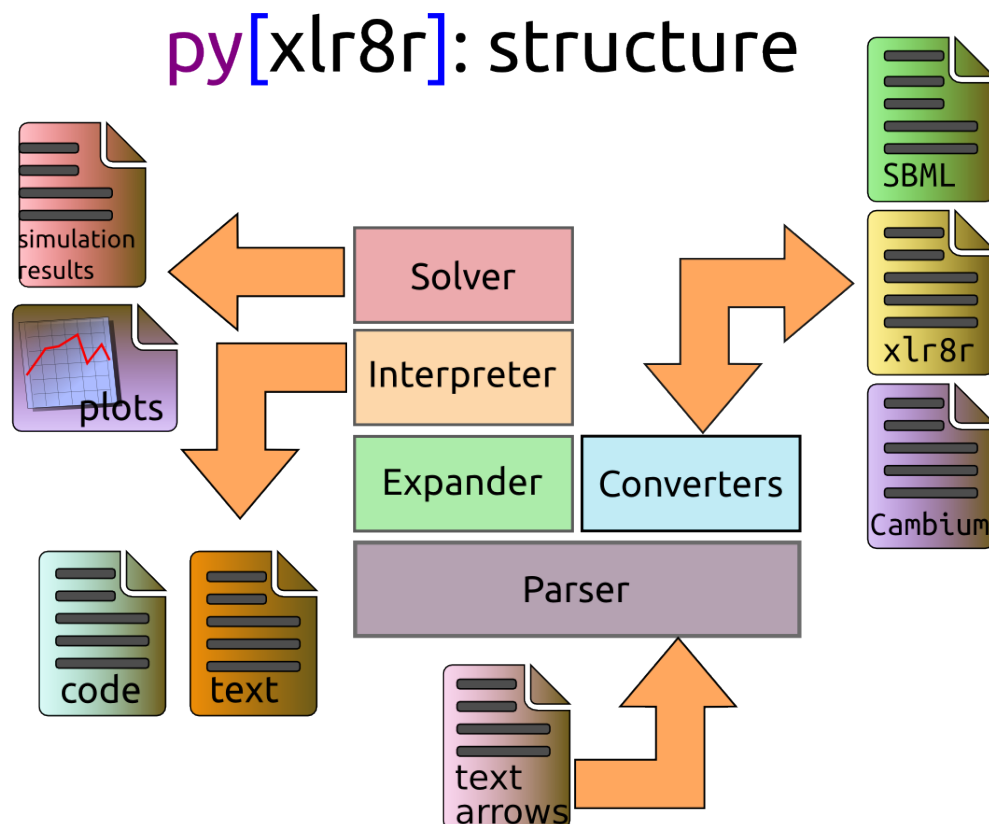 py[xlr8r]: structure
SBML
simulation
results
Solver
xlr8r
plots
Interpreter
Expander
Converters
Cambium
Parser
code
text
text
arrows